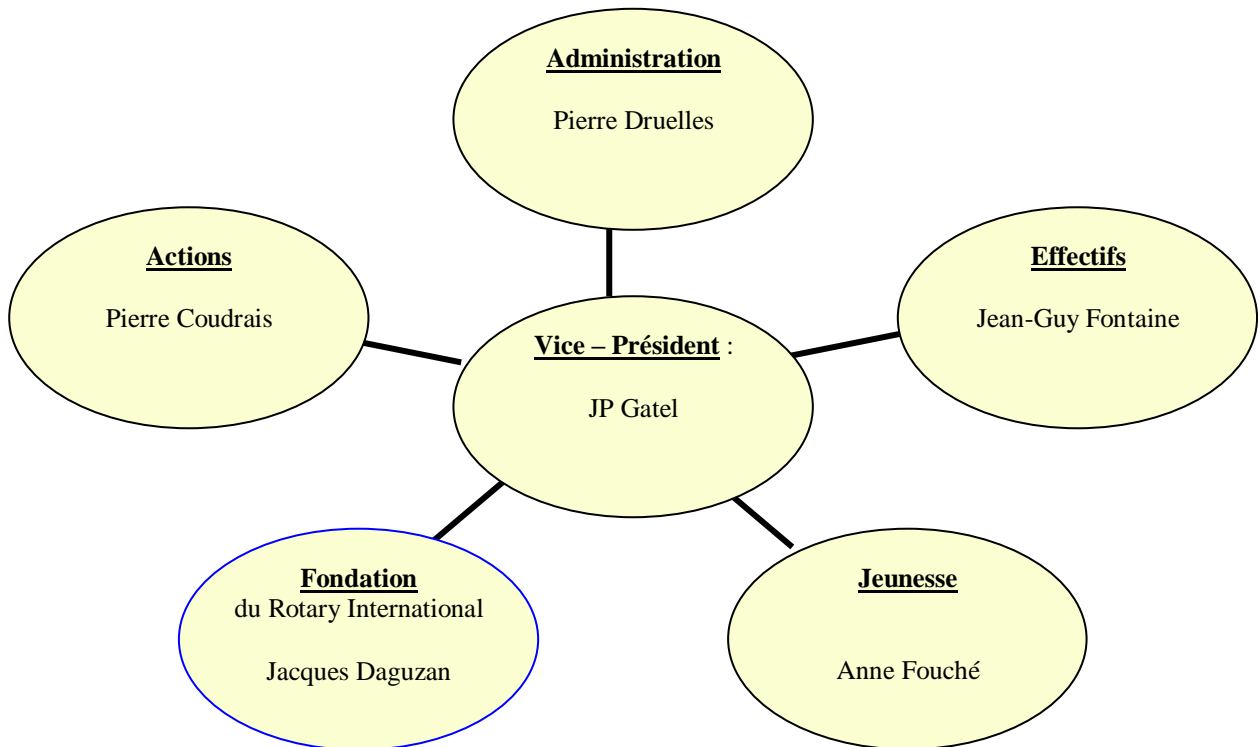 Administration
Pierre Druelles
Actions
Pierre Coudrais
Effectifs
Jean-Guy Fontaine
Vice – Président :
JP Gatel
Fondation
du Rotary International
Jacques Daguzan
Jeunesse
Anne Fouché